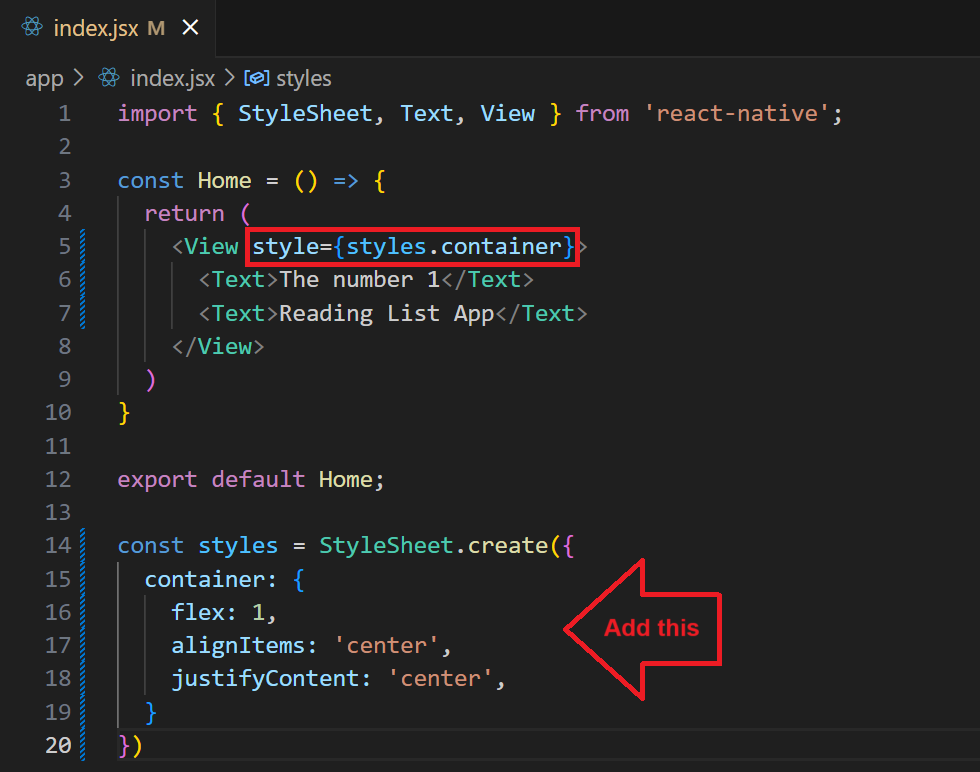 index.jsx M ×
app > index.jsx > styles
1 import { StyleSheet, Text, View } from 'react-native';
2
3 const Home = () => {
4   return (
5     <View style={styles.container}>
6       <Text>The number 1</Text>
7       <Text>Reading List App</Text>
8     </View>
9   )
10 }
11
12 export default Home;
13
14 const styles = StyleSheet.create({
15   container: {
16     flex: 1,
17     alignItems: 'center',
Add this
18     justifyContent: 'center',
19   }
20 })